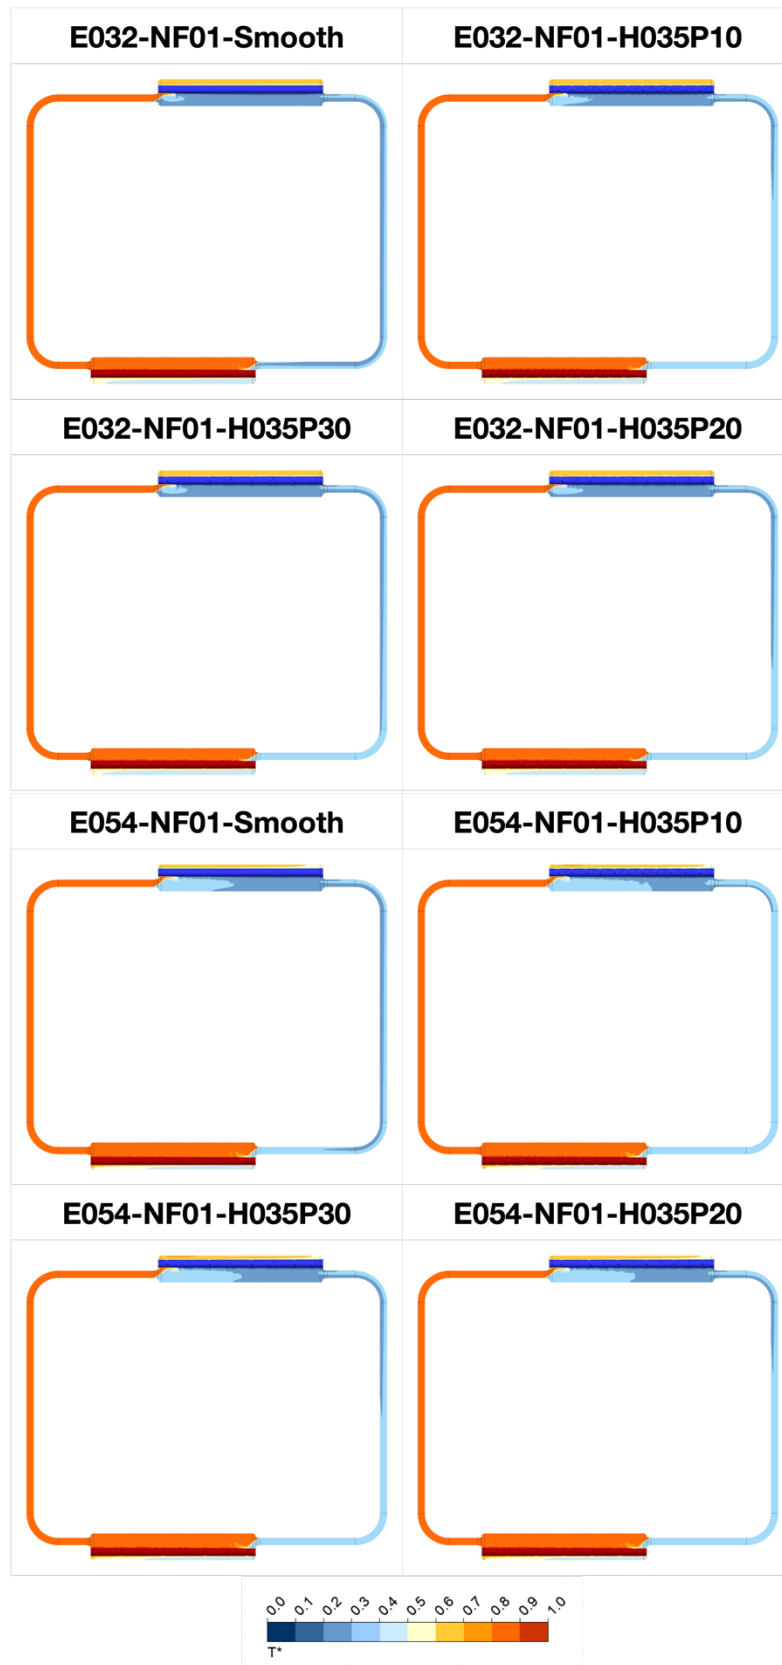 E032-NF01-Smooth
E032-NF01-H035P10
E032-NF01-H035P30
E032-NF01-H035P20
E054-NF01-Smooth
E054-NF01-H035P10
E054-NF01-H035P30
E054-NF01-H035P20
0.0 0.1 0.2 0.3 0.4 0.5 0.6 0.7 0.8 0.9 1.0
T*